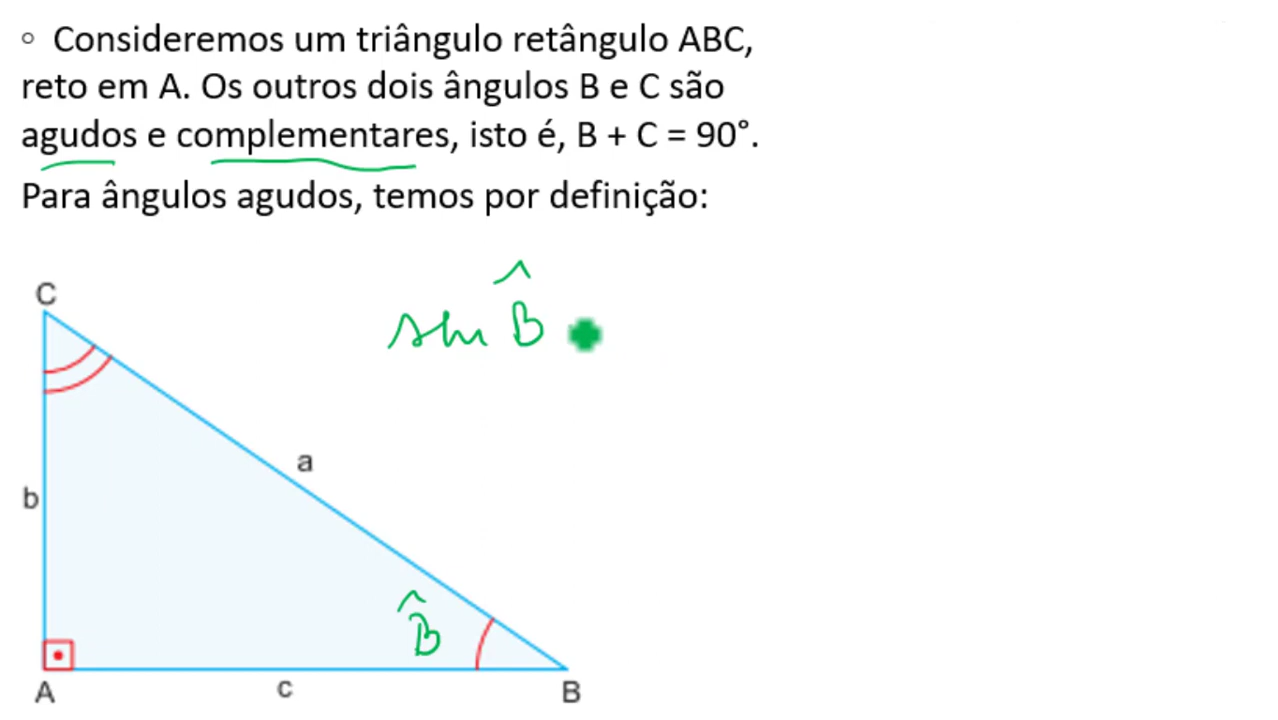 ◦ Consideremos um triângulo retângulo ABC,
reto em A. Os outros dois ângulos B e C são
agudos e complementares, isto é, B + C = 90°.
Para ângulos agudos, temos por definição:
C
sen B̂
a
b
B̂
A
c
B